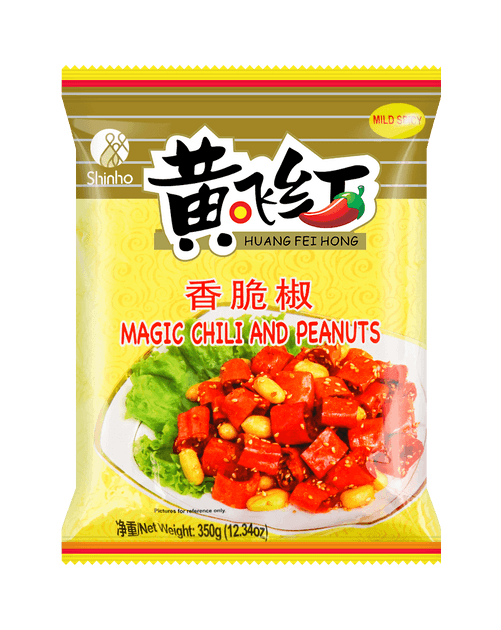 MILD SPICY
Shinho
黄飞红
HUANG FEI HONG
香脆椒
MAGIC CHILI AND PEANUTS
Pictures for reference only.
净重/Net Weight: 350g (12.34oz)